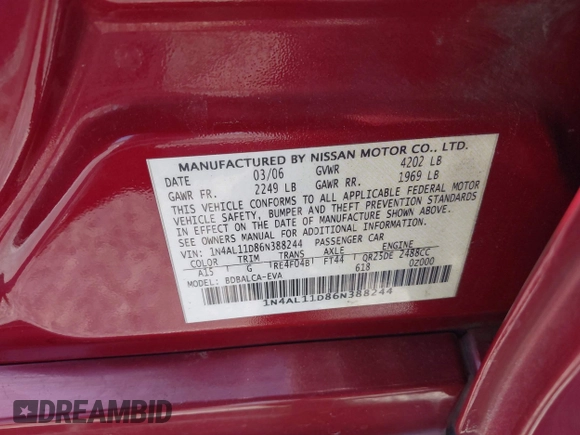 MANUFACTURED BY NISSAN MOTOR CO., LTD.
DATE 03/06 GVWR 4202 LB
GAWR FR. 2249 LB GAWR RR. 1969 LB
THIS VEHICLE CONFORMS TO ALL APPLICABLE FEDERAL MOTOR
VEHICLE SAFETY, BUMPER AND THEFT PREVENTION STANDARDS
IN EFFECT ON THE DATE OF MANUFACTURE SHOWN ABOVE.
SEE OWNERS MANUAL FOR ADDITIONAL INFORMATION.
VIN: 1N4AL11D86N388244 PASSENGER CAR
COLOR TRIM TRANS AXLE ENGINE
A15 G RE4F04B FT44 QR25DE 2488CC
MODEL: BDBALCA-EVA 618 0Z000
1N4AL11D86N388244
DREAMBID